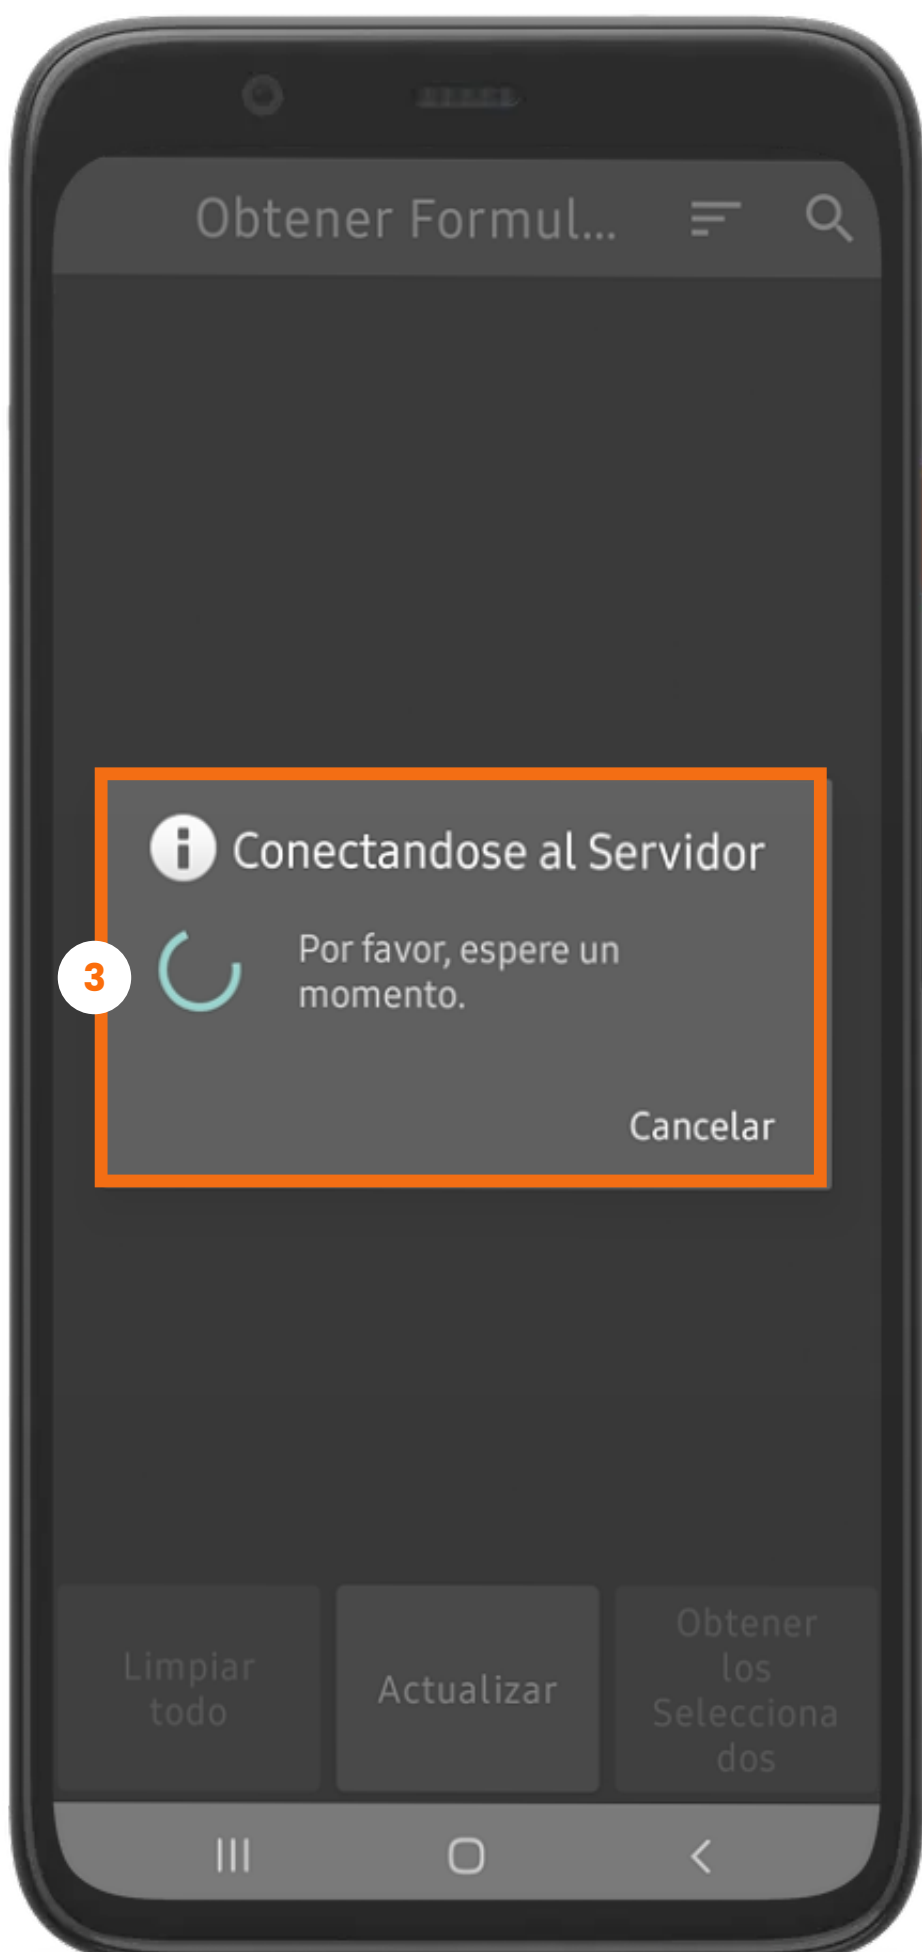 Obtener Formul...
Conectandose al Servidor
3
Por favor, espere un
momento.
Cancelar
Limpiar
todo
Actualizar
Obtener
los
Selecciona
dos